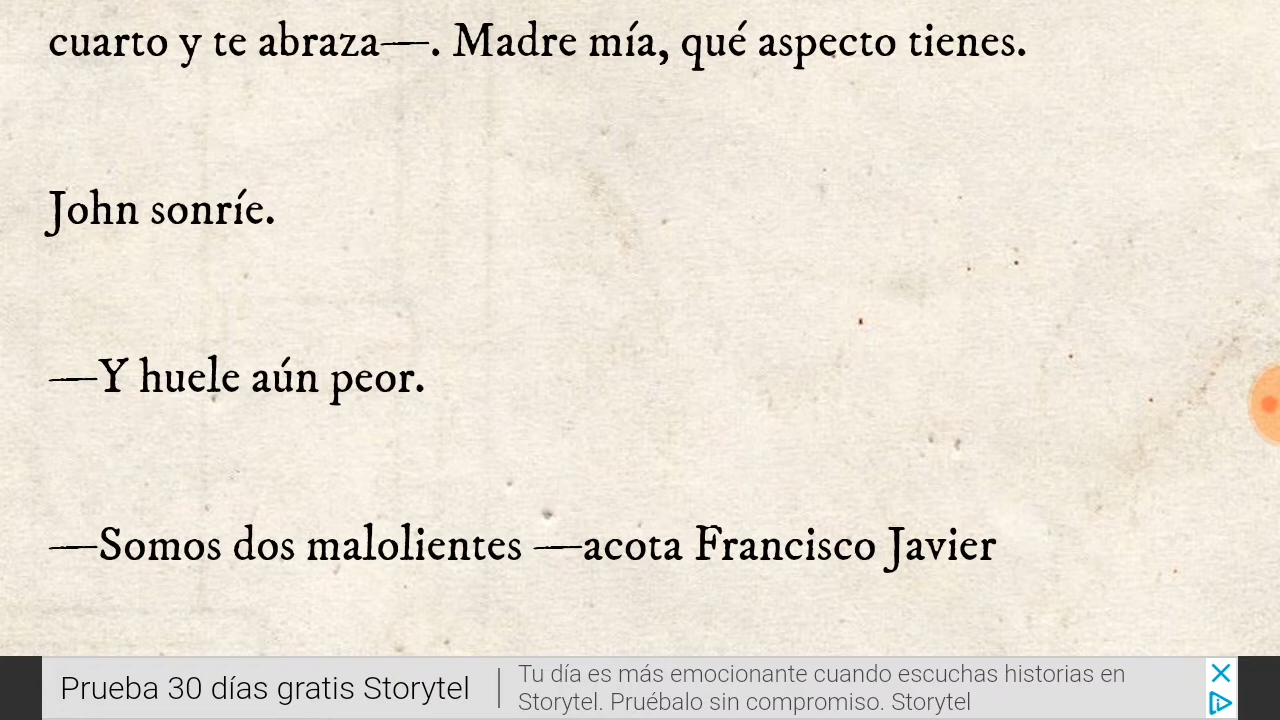 cuarto y te abraza—. Madre mía, qué aspecto tienes.
John sonríe.
—Y huele aún peor.
—Somos dos malolientes —acota Francisco Javier
Prueba 30 días gratis Storytel
Tu día es más emocionante cuando escuchas historias en
Storytel. Pruébalo sin compromiso. Storytel